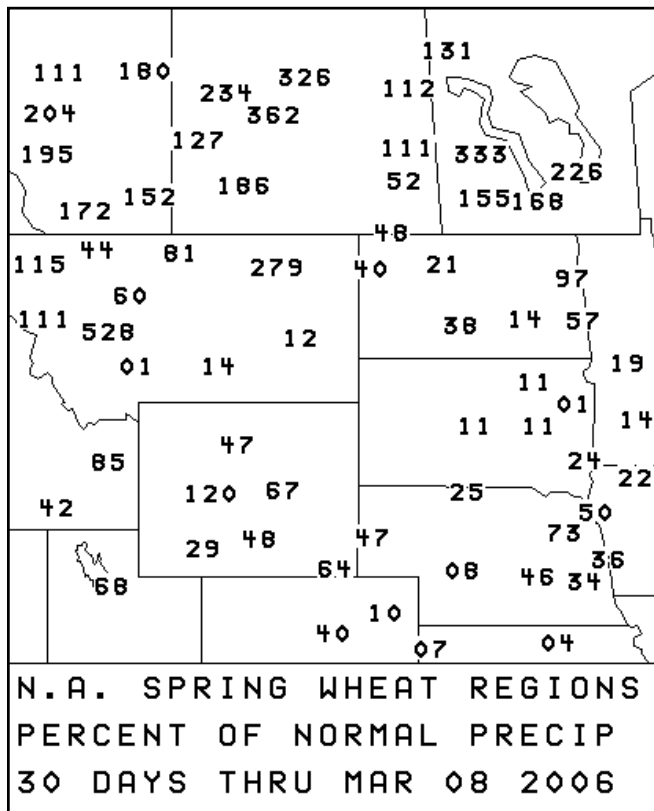 131
111 180 326
234 112
204 362
127
195 111 333
226
186 52
152 155 168
172
48
44 81
115 279 40 21
97
60
111 528 38 14 57
12
01 14 19
11
01
11 11 14
47
85 24
22
120 67 25
42 50
73
48 47
29 36
64 08 46 34
68
10
40
07 04
N.A. SPRING WHEAT REGIONS
PERCENT OF NORMAL PRECIP
30 DAYS THRU MAR 08 2006